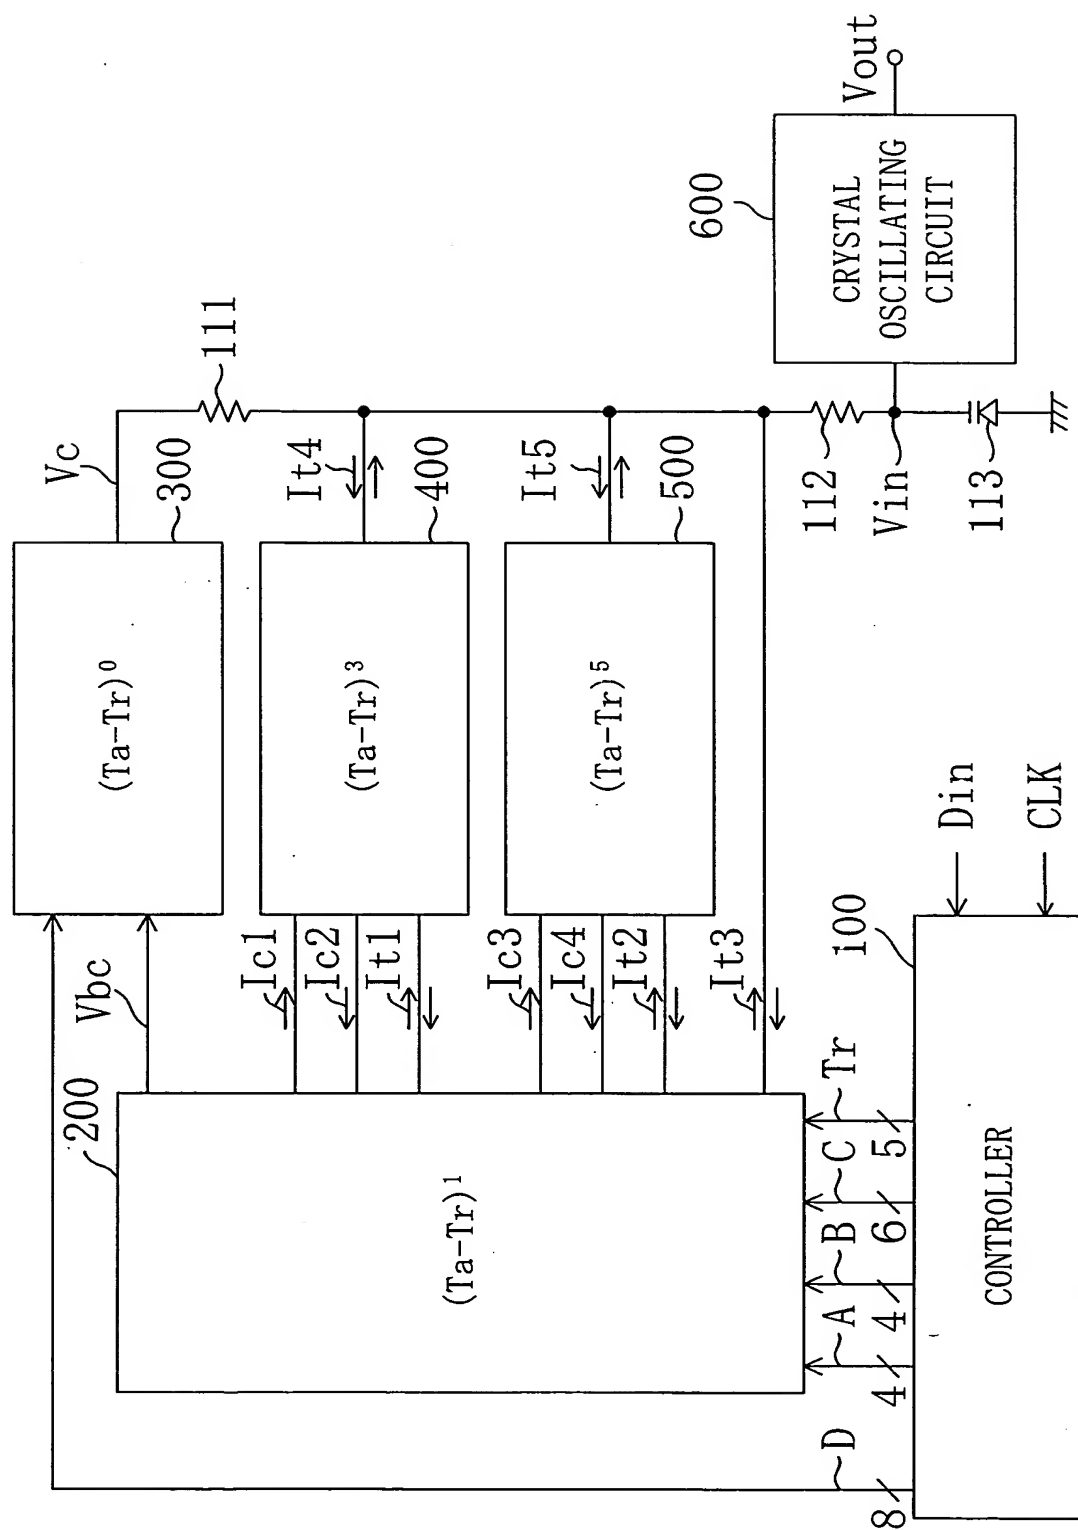 Vc
300
(Ta-Tr)⁰
111
It4
400
(Ta-Tr)³
It5
500
(Ta-Tr)⁵
600
CRYSTAL
OSCILLATING
CIRCUIT
Vout
112
Vin
113
Vbc
Ic1
Ic2
It1
Ic3
Ic4
It2
It3
200
(Ta-Tr)¹
D
A
B
C
Tr
8
4
4
6
5
100
CONTROLLER
Din
CLK